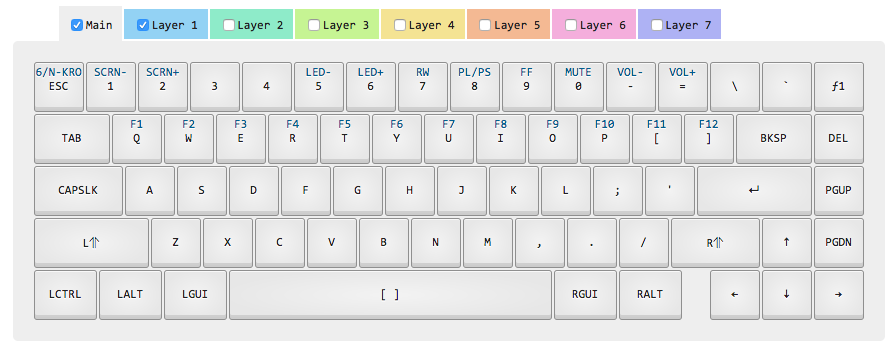 Main Layer 1 Layer 2 Layer 3 Layer 4 Layer 5 Layer 6 Layer 7
6/N-KRO SCRN- SCRN+ LED- LED+ RW PL/PS FF MUTE VOL- VOL+
ESC 1 2 3 4 5 6 7 8 9 0 - = \ ` ƒ1
F1 F2 F3 F4 F5 F6 F7 F8 F9 F10 F11 F12
TAB Q W E R T Y U I O P [ ] BKSP DEL
CAPSLK A S D F G H J K L ; ' ↵ PGUP
L⇑ Z X C V B N M , . / R⇑ ↑ PGDN
LCTRL LALT LGUI [ ] RGUI RALT ← ↓ →